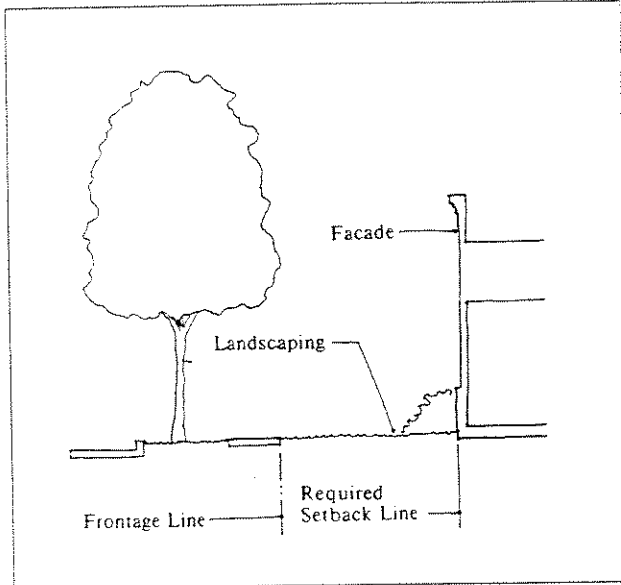 Facade
Landscaping
Required
Setback Line
Frontage Line